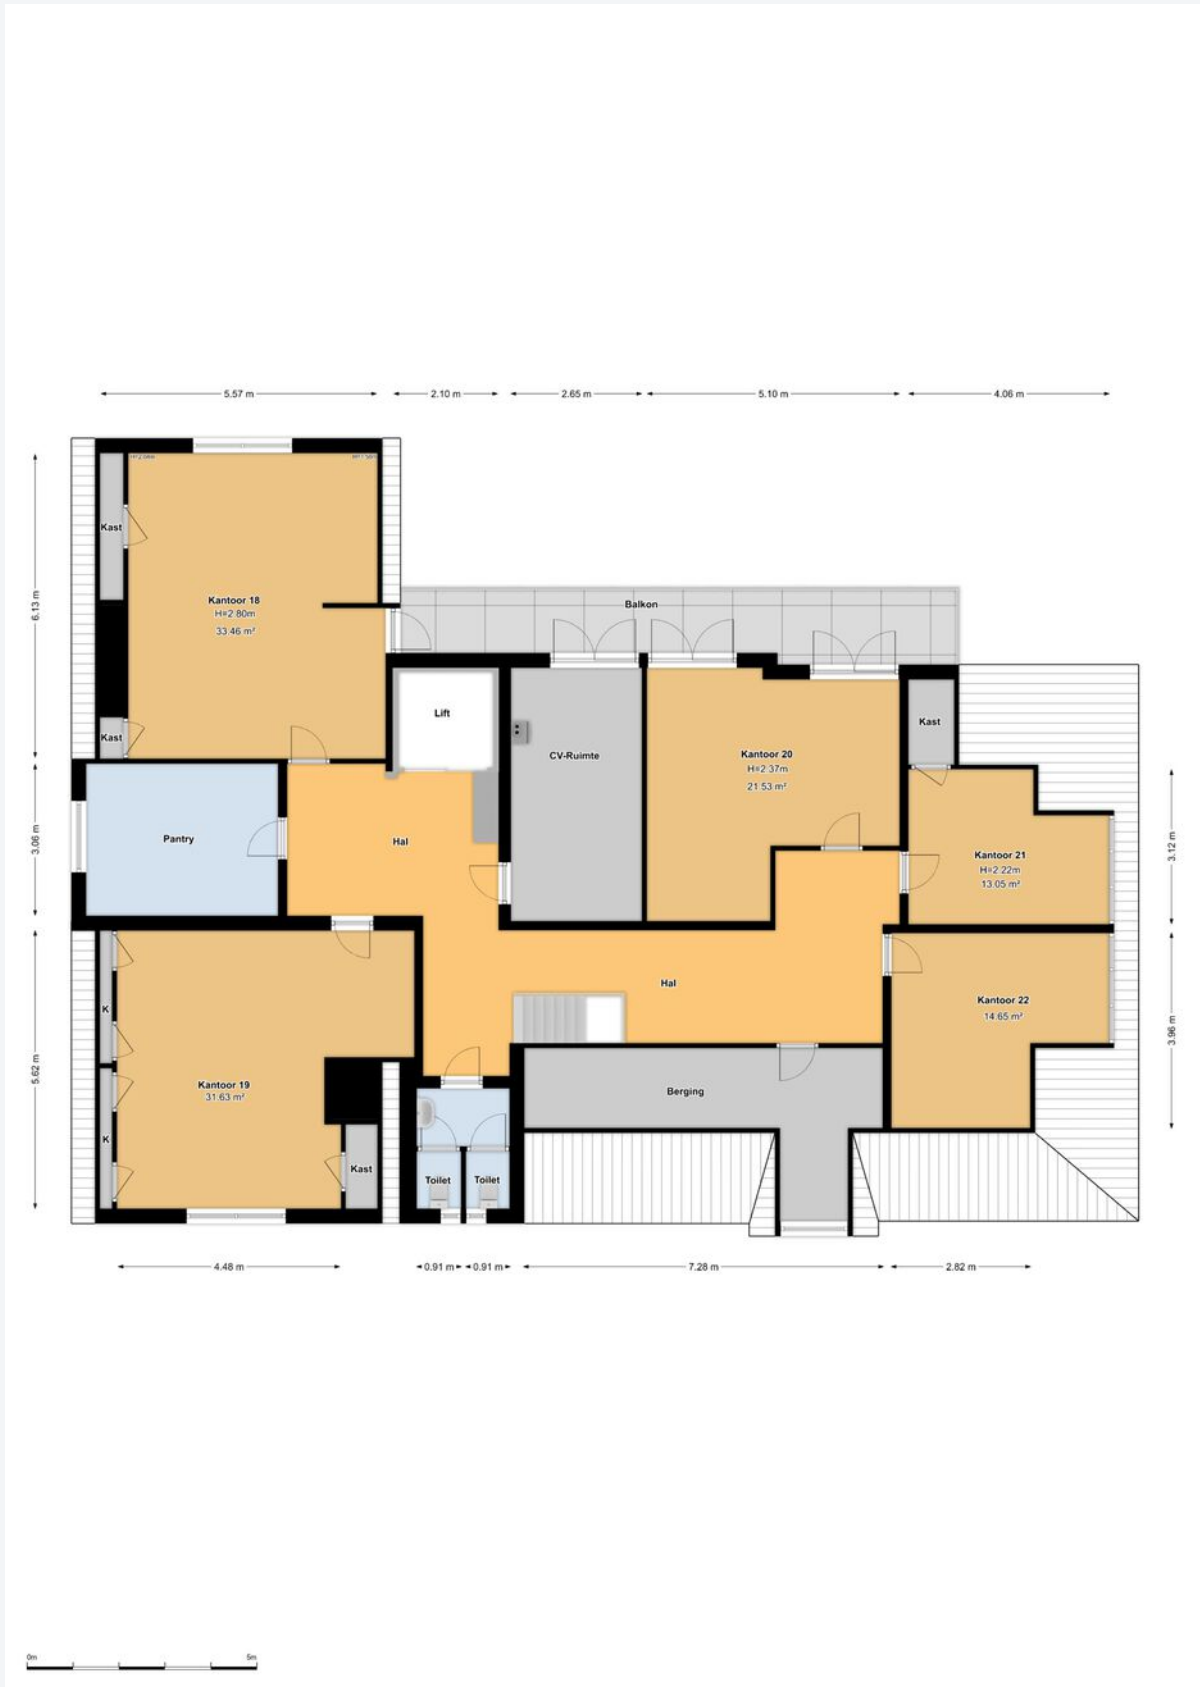 5.57 m
2.10 m
2.65 m
5.10 m
4.06 m
6.13 m
3.06 m
5.62 m
3.12 m
3.96 m
Kast
Kantoor 18
H=2.80m
33.46 m²
Kast
Balkon
Lift
CV-Ruimte
Kantoor 20
H=2.37m
21.53 m²
Kast
Pantry
Hal
Kantoor 21
H=2.22m
13.05 m²
Hal
Kantoor 22
14.65 m²
K
Kantoor 19
31.63 m²
K
Kast
Berging
Toilet
Toilet
4.48 m
0.91 m
0.91 m
7.28 m
2.82 m
0m
5m